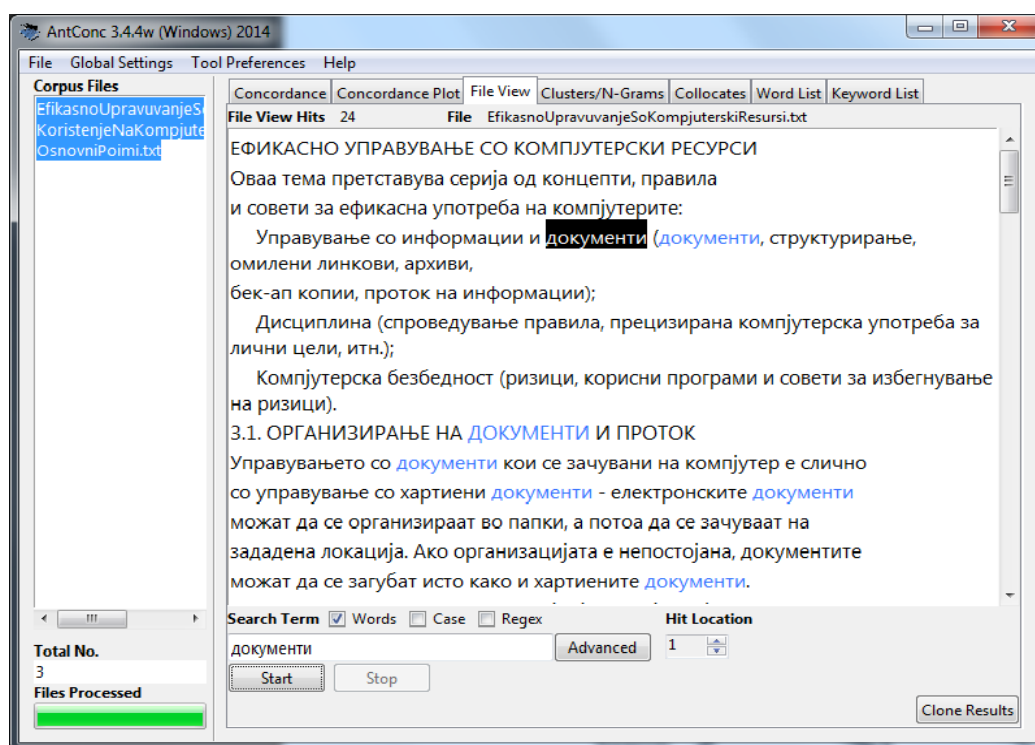 AntConc 3.4.4w (Windows) 2014
File Global Settings Tool Preferences Help
Corpus Files
EfikasnoUpravuvanjeS
KoristenjeNaKompjute
OsnovniPoimi.txt
Concordance Concordance Plot File View Clusters/N-Grams Collocates Word List Keyword List
File View Hits 24 File EfikasnoUpravuvanjeSoKompjuterskiResursi.txt
ЕФИКАСНО УПРАВУВАЊЕ СО КОМПЈУТЕРСКИ РЕСУРСИ
Оваа тема претставува серија од концепти, правила
и совети за ефикасна употреба на компјутерите:
Управување со информации и документи (документи, структурирање,
омилени линкови, архиви,
бек-ап копии, проток на информации);
Дисциплина (спроведување правила, прецизирана компјутерска употреба за
лични цели, итн.);
Компјутерска безбедност (ризици, корисни програми и совети за избегнување
на ризици).
3.1. ОРГАНИЗИРАЊЕ НА ДОКУМЕНТИ И ПРОТОК
Управувањето со документи кои се зачувани на компјутер е слично
со управување со хартиени документи - електронските документи
можат да се организираат во папки, а потоа да се зачуваат на
зададена локација. Ако организацијата е непостојана, документите
можат да се загубат исто како и хартиените документи.
Search Term Words Case Regex Hit Location
документи Advanced 1
Start Stop
Total No.
3
Files Processed
Clone Results